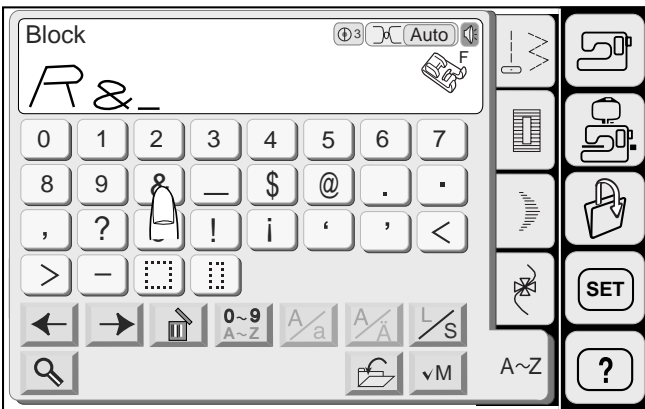 Block 3 Auto
F
R&_
0 1 2 3 4 5 6 7
8 9 & _ $ @ . ·
, ? ! ¡ ‘ ’ <
> –
0~9 A/a A/Ä L/S
A~Z
✓M A~Z
SET
?